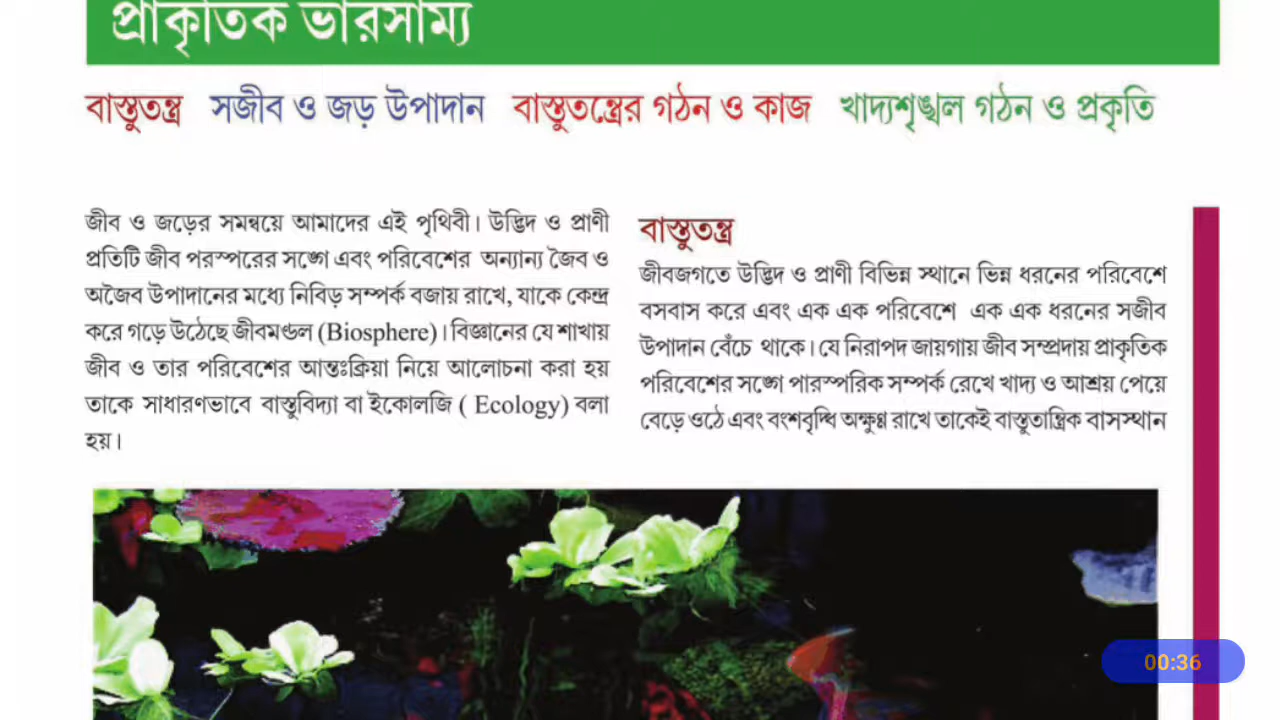 প্রাকৃতিক ভারসাম্য
বাস্তুতন্ত্র সজীব ও জড় উপাদান বাস্তুতন্ত্রের গঠন ও কাজ খাদ্যশৃঙ্খল গঠন ও প্রকৃতি
জীব ও জড়ের সমন্বয়ে আমাদের এই পৃথিবী। উদ্ভিদ ও প্রাণী
প্রতিটি জীব পরস্পরের সঙ্গে এবং পরিবেশের অন্যান্য জৈব ও
অজৈব উপাদানের মধ্যে নিবিড় সম্পর্ক বজায় রাখে, যাকে কেন্দ্র
করে গড়ে উঠেছে জীবমণ্ডল (Biosphere)। বিজ্ঞানের যে শাখায়
জীব ও তার পরিবেশের আন্তঃক্রিয়া নিয়ে আলোচনা করা হয়
তাকে সাধারণভাবে বাস্তুবিদ্যা বা ইকোলজি ( Ecology) বলা
হয়।
বাস্তুতন্ত্র
জীবজগতে উদ্ভিদ ও প্রাণী বিভিন্ন স্থানে ভিন্ন ধরনের পরিবেশে
বসবাস করে এবং এক এক পরিবেশে এক এক ধরনের সজীব
উপাদান বেঁচে থাকে। যে নিরাপদ জায়গায় জীব সম্প্রদায় প্রাকৃতিক
পরিবেশের সঙ্গে পারস্পরিক সম্পর্ক রেখে খাদ্য ও আশ্রয় পেয়ে
বেড়ে ওঠে এবং বংশবৃদ্ধি অক্ষুণ্ণ রাখে তাকেই বাস্তুতান্ত্রিক বাসস্থান
00:36